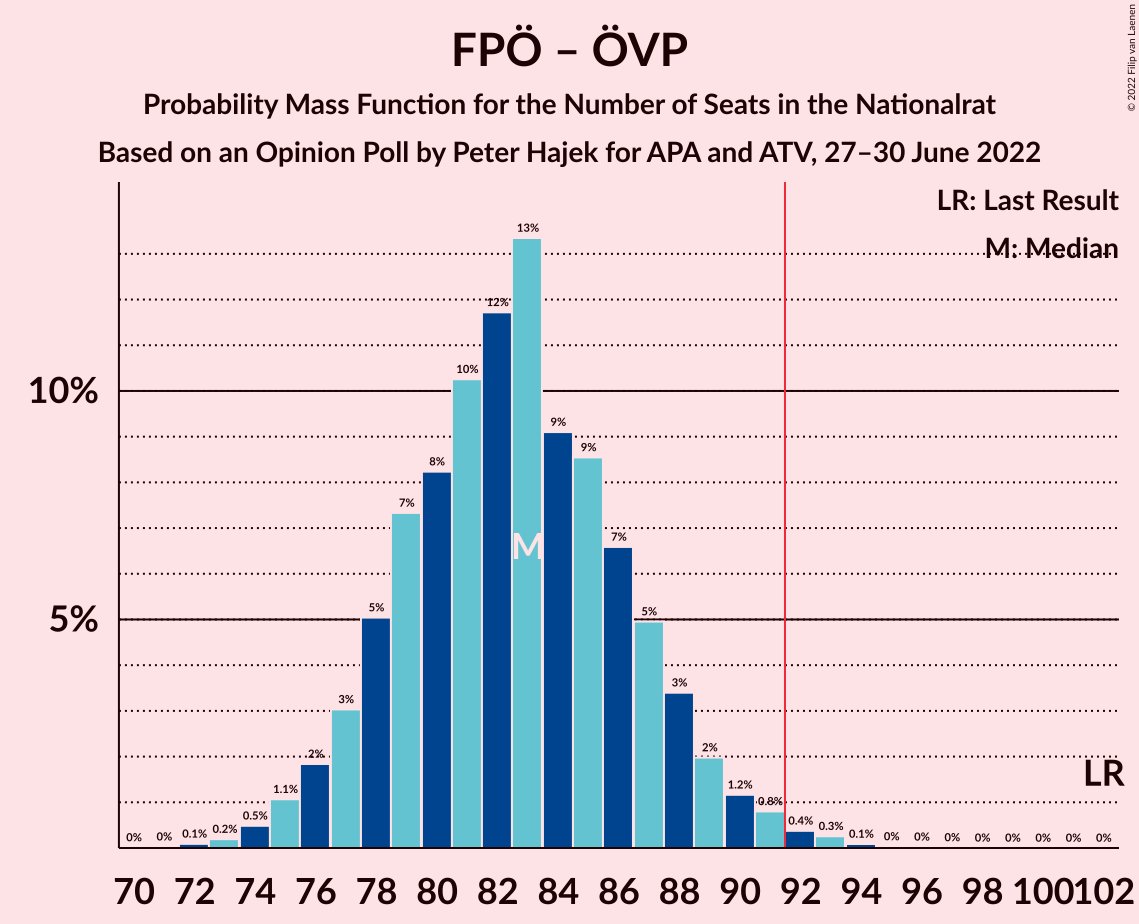 FPÖ – ÖVP
Probability Mass Function for the Number of Seats in the Nationalrat
Based on an Opinion Poll by Peter Hajek for APA and ATV, 27–30 June 2022
© 2022 Filip van Laenen
LR: Last Result
M: Median
10%
5%
0% 0% 0.1% 0.2% 0.5% 1.1% 2% 3% 5% 7% 8% 10% 12% 13% 9% 9% 7% 5% 3% 2% 1.2% 0.8% 0.4% 0.3% 0.1% 0% 0% 0% 0% 0% 0% 0% 0%
M
LR
70 72 74 76 78 80 82 84 86 88 90 92 94 96 98 100 102